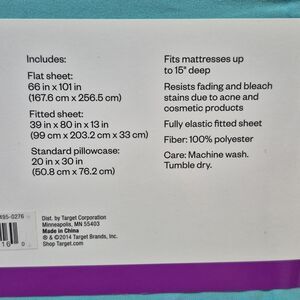 Includes:
Flat sheet:
66 in x 101 in
(167.6 cm x 256.5 cm)
Fitted sheet:
39 in x 80 in x 13 in
(99 cm x 203.2 cm x 33 cm)
Standard pillowcase:
20 in x 30 in
(50.8 cm x 76.2 cm)
Fits mattresses up
to 15" deep
Resists fading and bleach
stains due to acne and
cosmetic products
Fully elastic fitted sheet
Fiber: 100% polyester
Care: Machine wash.
Tumble dry.
495-0276
Dist. by Target Corporation
Minneapolis, MN 55403
Made in China
® & ©2014 Target Brands, Inc.
Shop Target.com